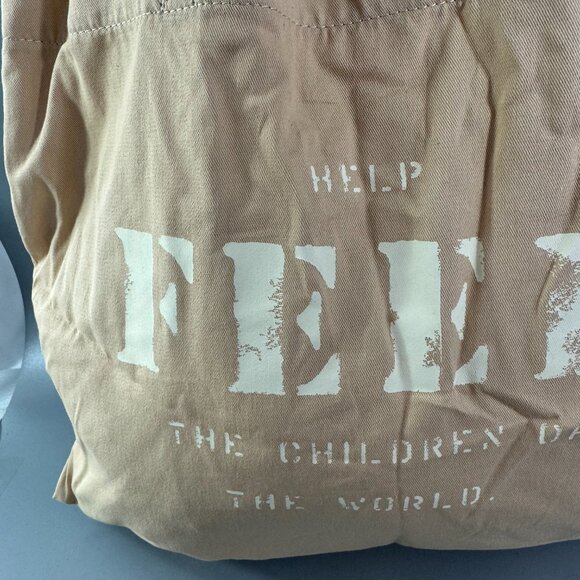 HELP
FEE
THE CHILDREN
THE WORLD.